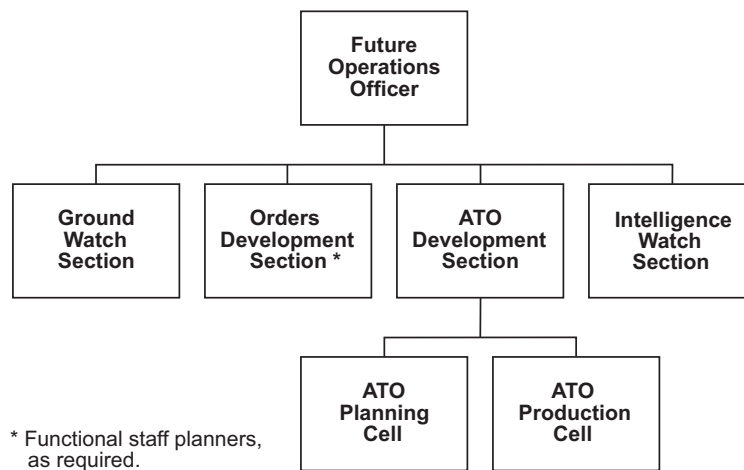 Future
Operations
Officer
Ground
Watch
Section
Orders
Development
Section *
ATO
Development
Section
Intelligence
Watch
Section
ATO
Planning
Cell
ATO
Production
Cell
* Functional staff planners,
as required.